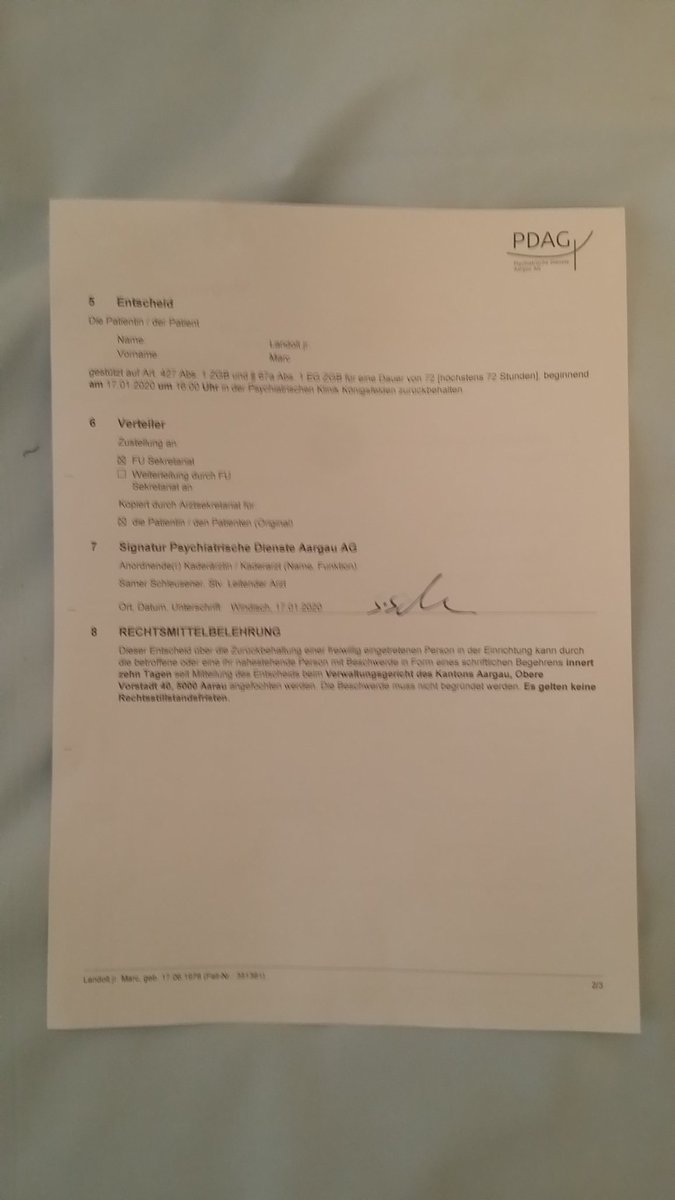 PDAG
Psychiatrische Dienste
Aargau AG
5 Entscheid
Die Patientin / der Patient
Name Landolt jr.
Vorname Marc
gestützt auf Art. 427 Abs. 1 ZGB und § 67a Abs. 1 EG ZGB für eine Dauer von 72 [höchstens 72 Stunden], beginnend
am 17.01.2020 um 16:00 Uhr in der Psychiatrischen Klinik Königsfelden zurückbehalten.
6 Verteiler
Zustellung an
☒ FU Sekretariat
☐ Weiterleitung durch FU
Sekretariat an
Kopiert durch Arztsekretariat für
☒ die Patientin / den Patienten (Original)
7 Signatur Psychiatrische Dienste Aargau AG
Anordnende(r) Kaderärztin / Kaderarzt (Name, Funktion)
Samer Schleusener, Stv. Leitender Arzt
Ort, Datum, Unterschrift Windisch, 17.01.2020
8 RECHTSMITTELBELEHRUNG
Dieser Entscheid über die Zurückbehaltung einer freiwillig eingetretenen Person in der Einrichtung kann durch
die betroffene oder eine ihr nahestehende Person mit Beschwerde in Form eines schriftlichen Begehrens innert
zehn Tagen seit Mitteilung des Entscheids beim Verwaltungsgericht des Kantons Aargau, Obere
Vorstadt 40, 5000 Aarau angefochten werden. Die Beschwerde muss nicht begründet werden. Es gelten keine
Rechtsstillstandsfristen.
Landolt jr. Marc, geb. (Fall-Nr.
2/3